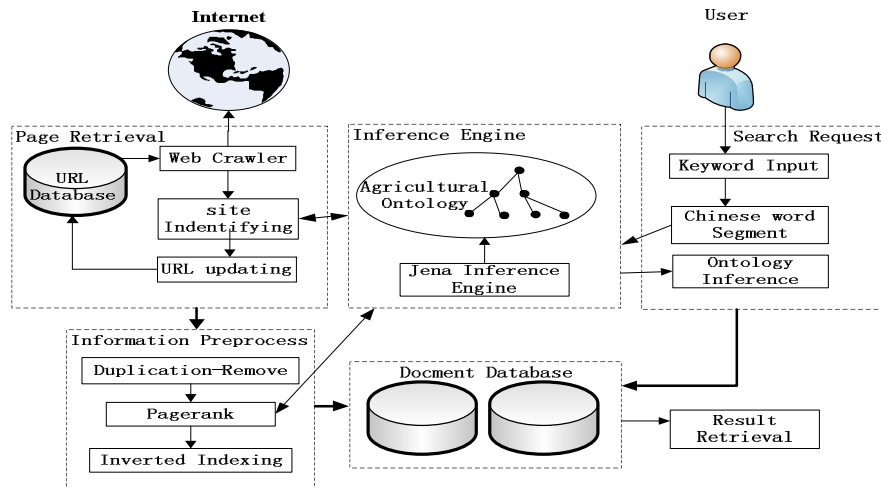 Internet
User
Page Retrieval
URL
Database
Web Crawler
site
Indentifying
URL updating
Inference Engine
Agricultural
Ontology
Jena Inference
Engine
Search Request
Keyword Input
Chinese word
Segment
Ontology
Inference
Information Preprocess
Duplication-Remove
Pagerank
Inverted Indexing
Docment Database
Result
Retrieval